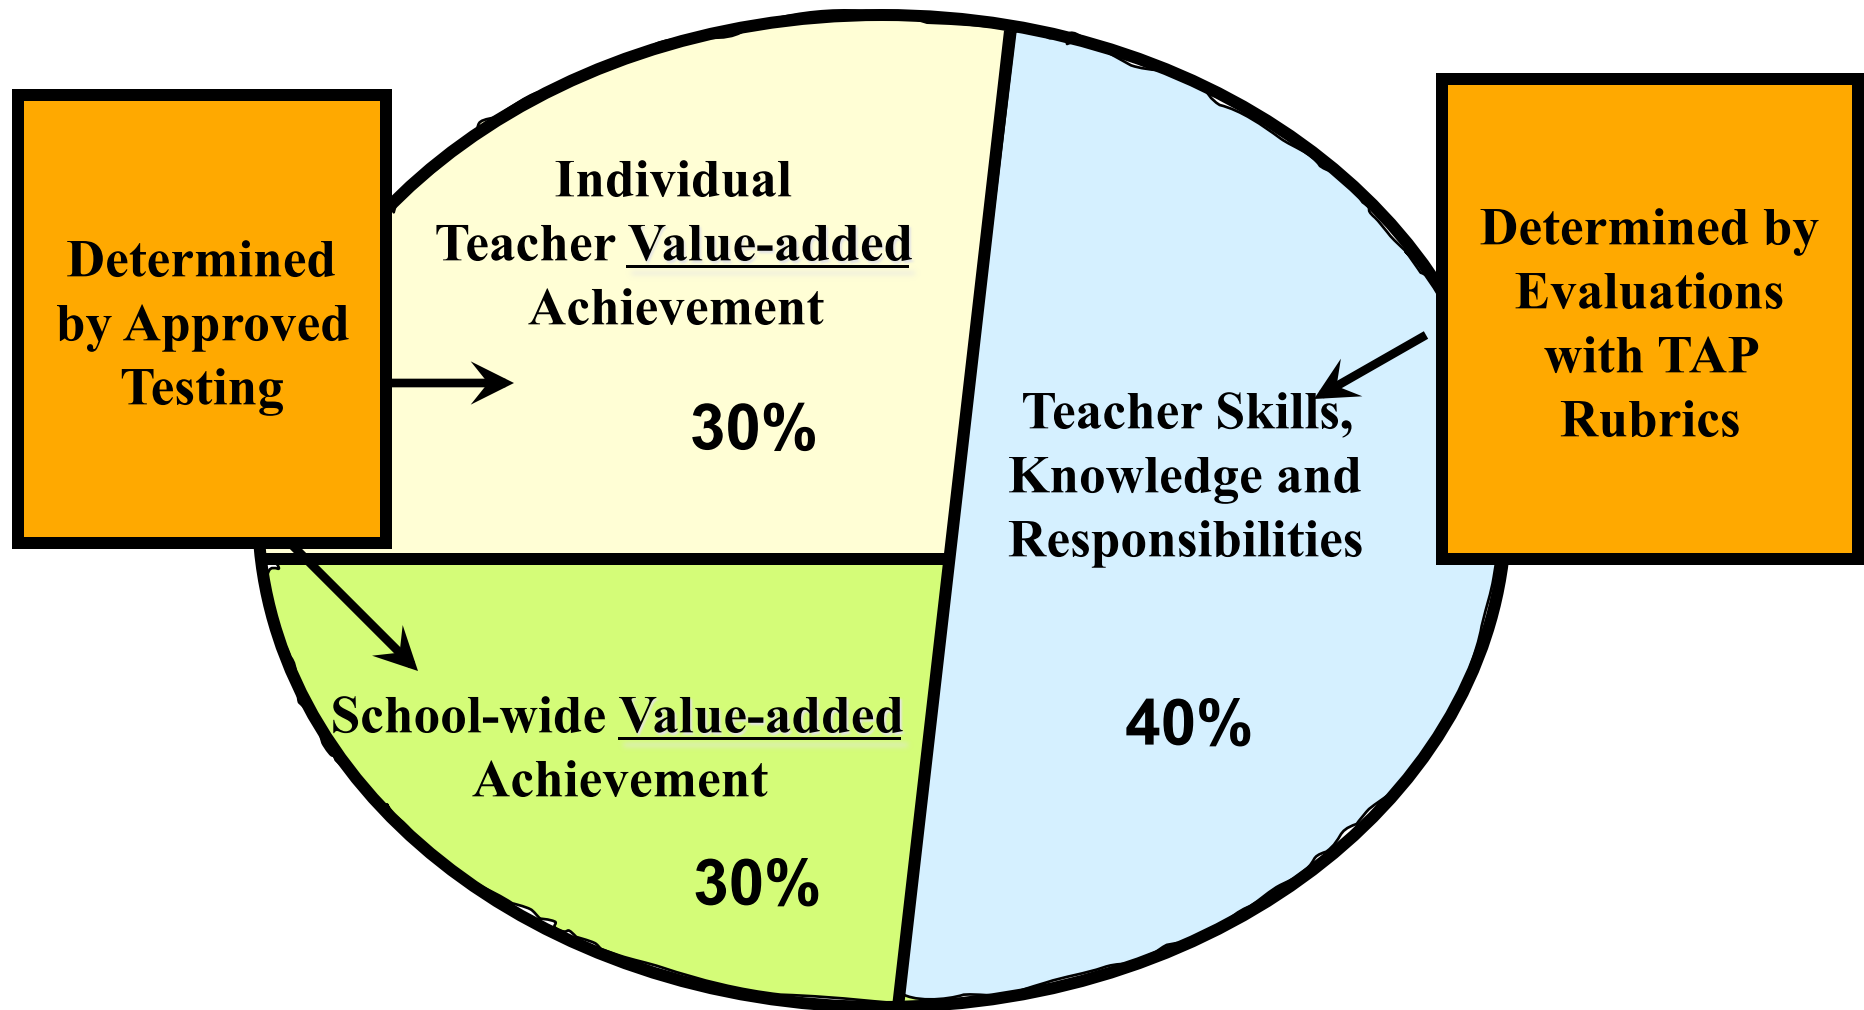 Determined
by Approved
Testing
Individual
Teacher Value-added
Achievement
30%
School-wide Value-added
Achievement
30%
Teacher Skills,
Knowledge and
Responsibilities
40%
Determined by
Evaluations
with TAP
Rubrics